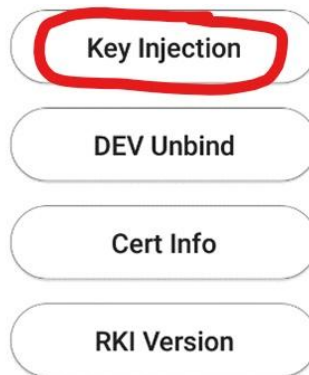 Key Injection
DEV Unbind
Cert Info
RKI Version